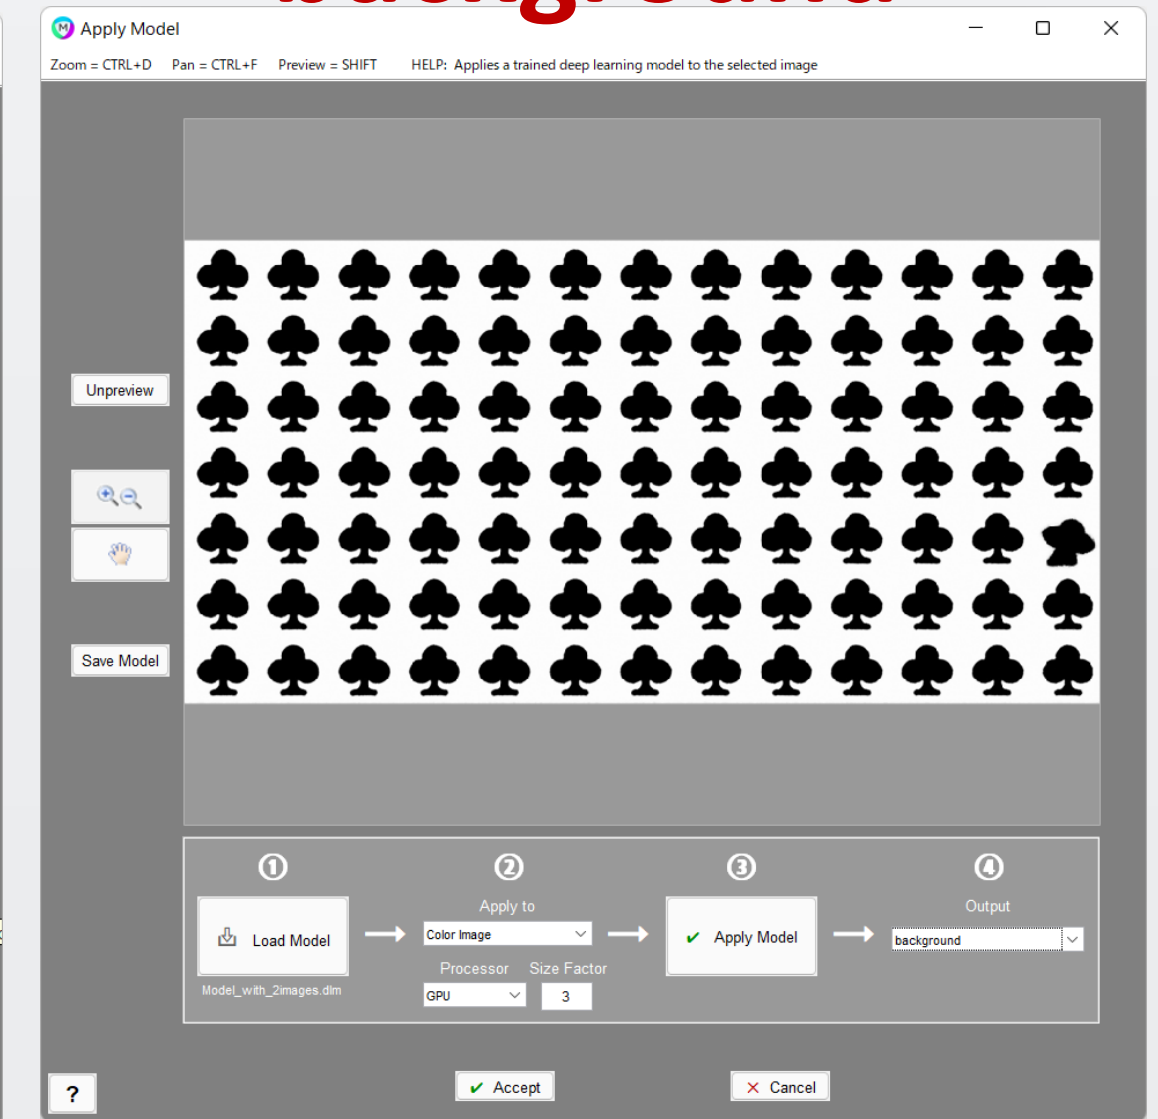 background
Apply Model
Zoom = CTRL+D Pan = CTRL+F Preview = SHIFT HELP: Applies a trained deep learning model to the selected image
Unpreview
Save Model
① ② ③ ④
Apply to Output
Load Model Color Image Apply Model background
Processor Size Factor
Model_with_2images.dlm GPU 3
? Accept Cancel